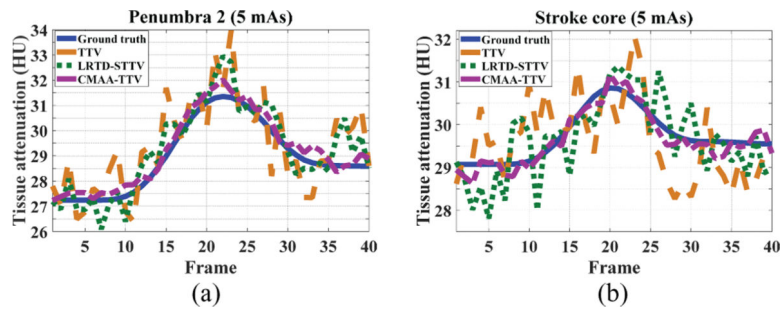 Penumbra 2 (5 mAs)
Tissue attenuation (HU)
34
33
32
31
30
29
28
27
26
Ground truth
TTV
LRTD-STTV
CMAA-TTV
5 10 15 20 25 30 35 40
Frame
(a)
Stroke core (5 mAs)
Tissue attenuation (HU)
32
31
30
29
28
Ground truth
TTV
LRTD-STTV
CMAA-TTV
5 10 15 20 25 30 35 40
Frame
(b)